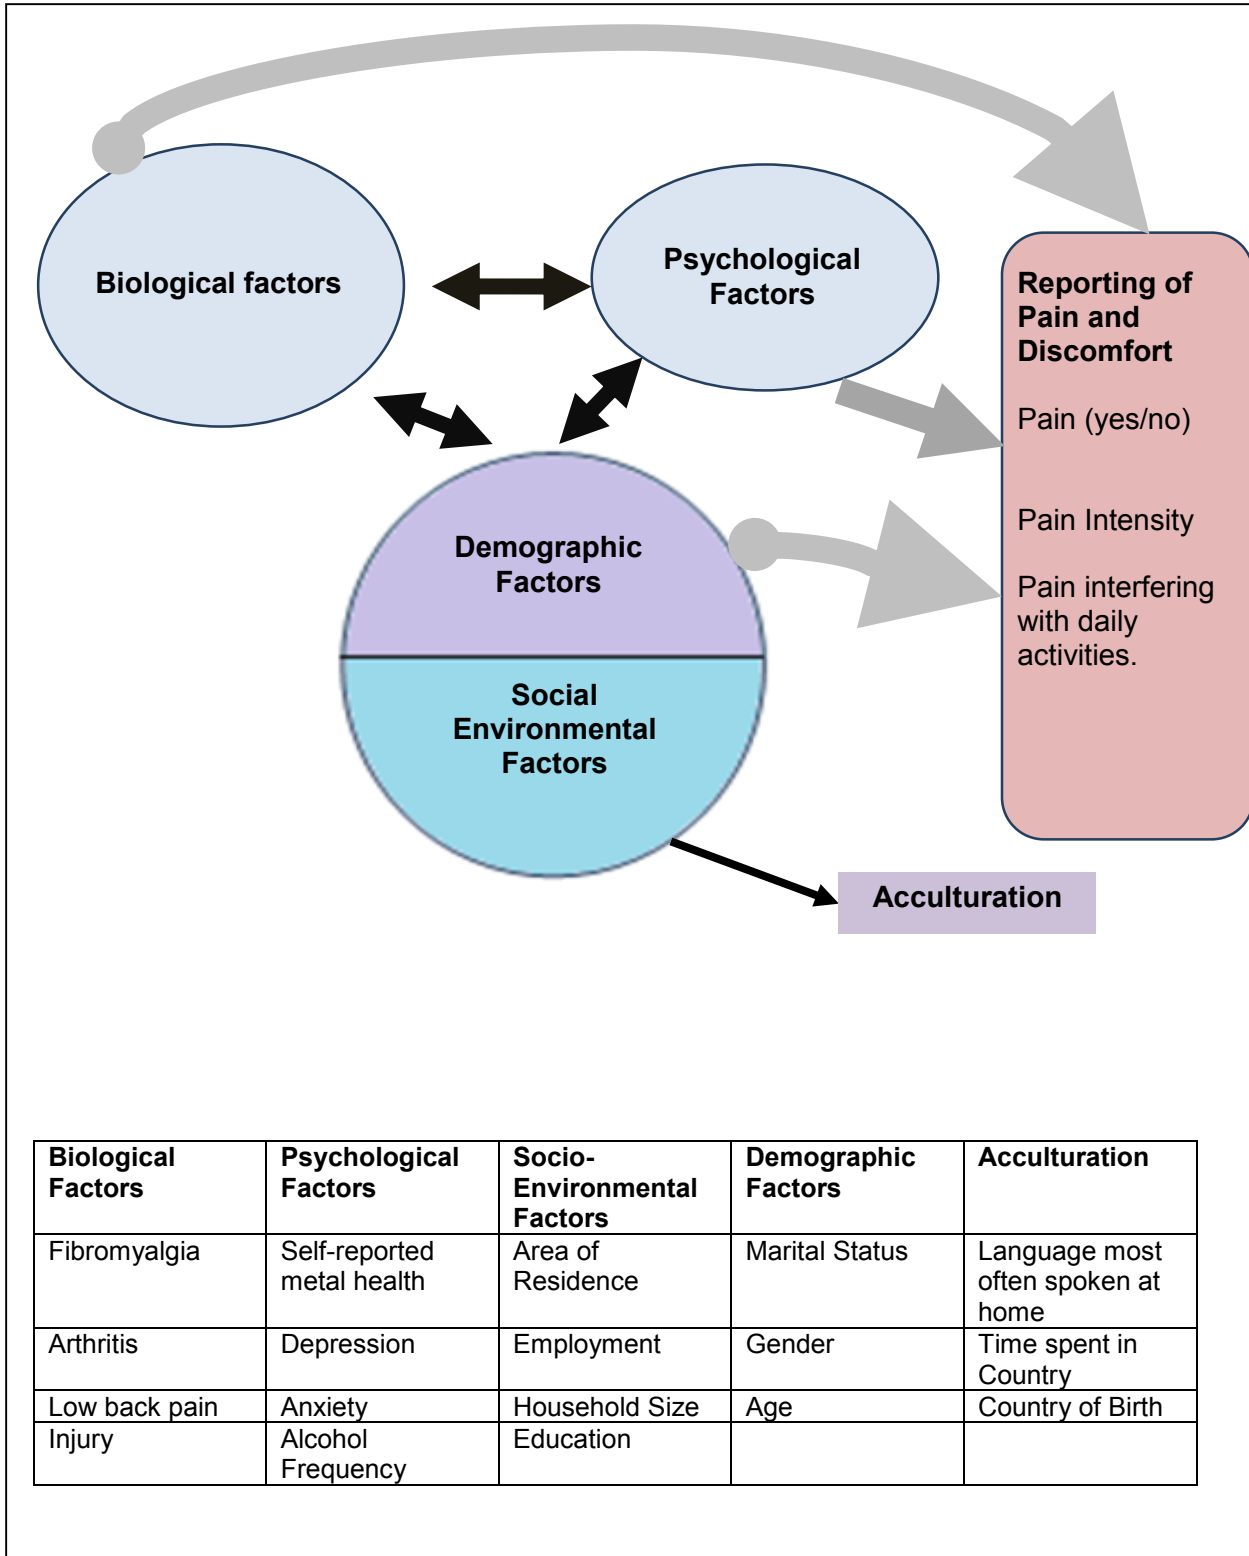 Biological factors
Psychological
Factors
Reporting of
Pain and
Discomfort
Pain (yes/no)
Pain Intensity
Pain interfering
with daily
activities.
Demographic
Factors
Social
Environmental
Factors
Acculturation
Biological
Factors
Psychological
Factors
Socio-
Environmental
Factors
Demographic
Factors
Acculturation
Fibromyalgia
Self-reported
metal health
Area of
Residence
Marital Status
Language most
often spoken at
home
Arthritis
Depression
Employment
Gender
Time spent in
Country
Low back pain
Anxiety
Household Size
Age
Country of Birth
Injury
Alcohol
Frequency
Education